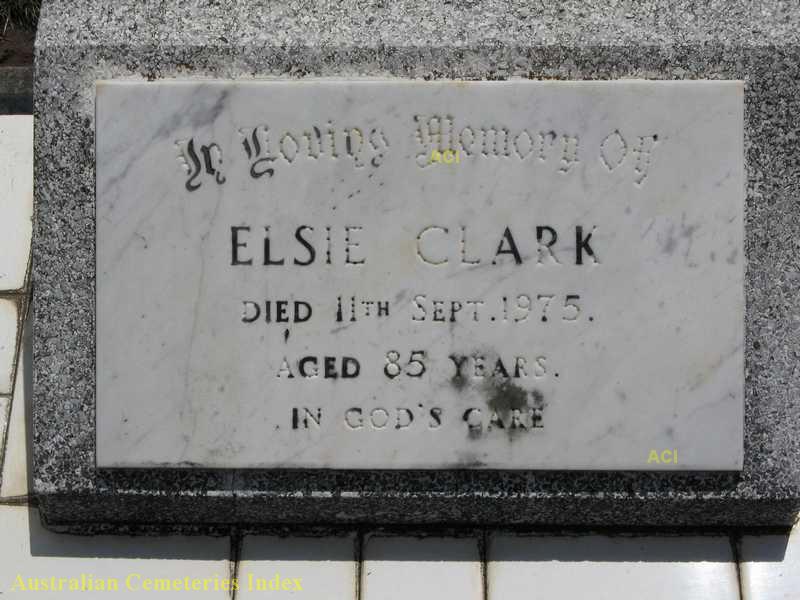 In Loving Memory Of
ACI
ELSIE CLARK
DIED 11TH SEPT. 1975.
AGED 85 YEARS.
IN GOD'S CARE
ACI
Australian Cemeteries Index